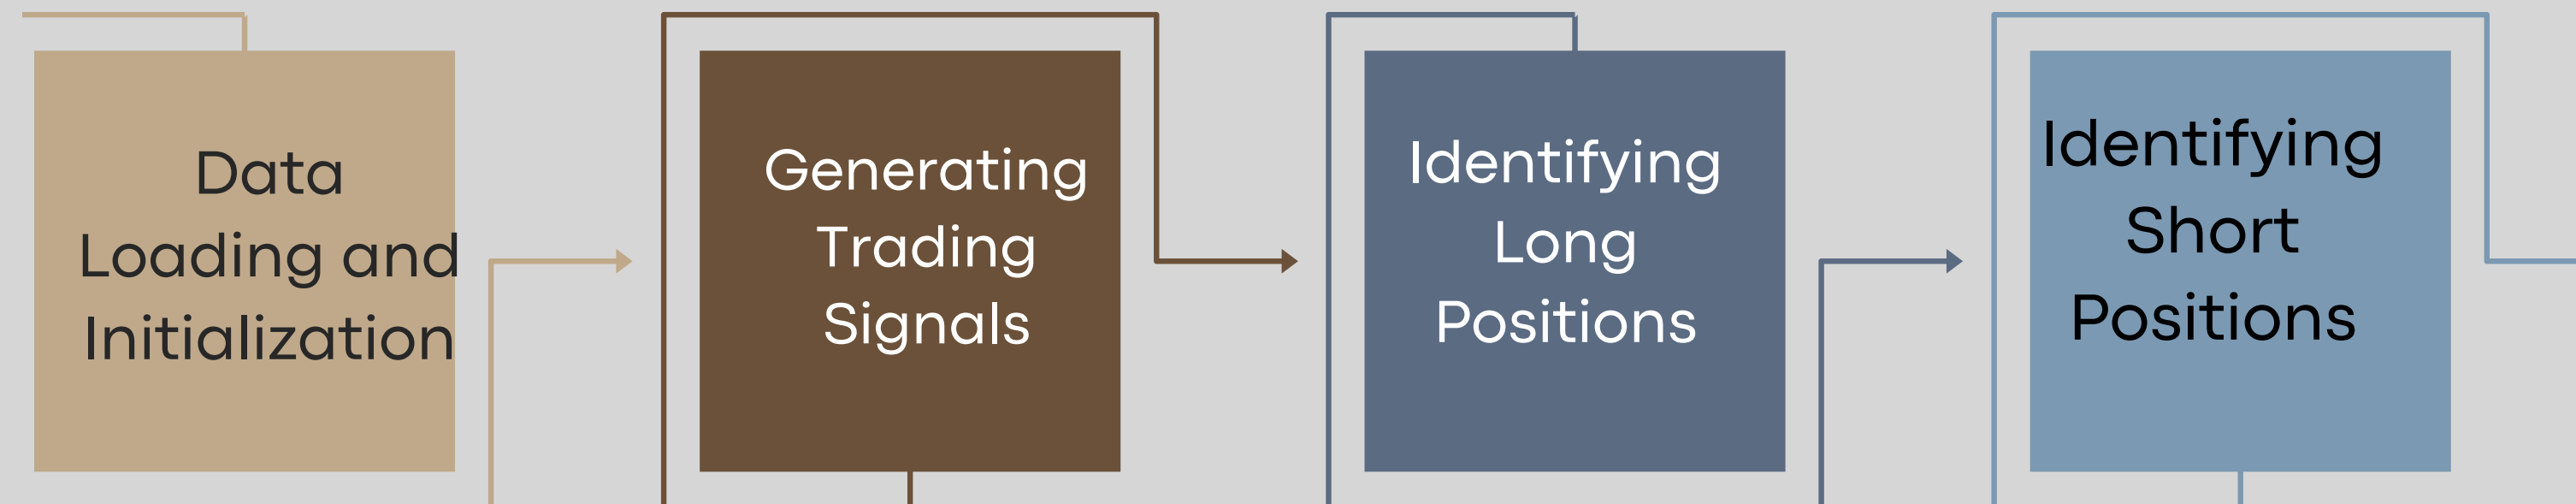 Data
Loading and
Initialization
Generating
Trading
Signals
Identifying
Long
Positions
Identifying
Short
Positions